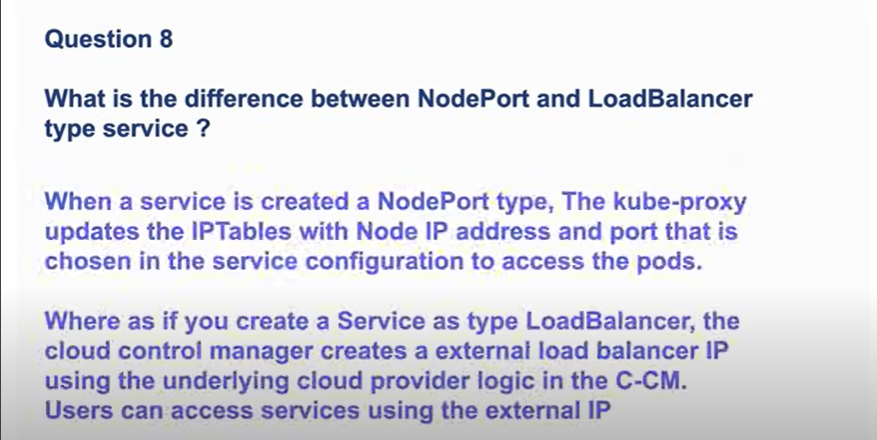 Question 8
What is the difference between NodePort and LoadBalancer
type service ?
When a service is created a NodePort type, The kube-proxy
updates the IPTables with Node IP address and port that is
chosen in the service configuration to access the pods.
Where as if you create a Service as type LoadBalancer, the
cloud control manager creates a external load balancer IP
using the underlying cloud provider logic in the C-CM.
Users can access services using the external IP